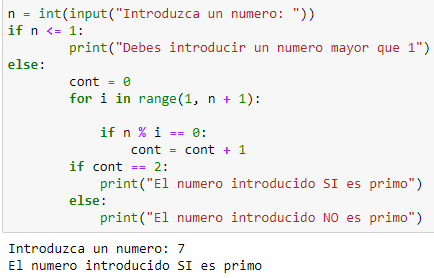 n = int(input("Introduzca un numero: "))
if n <= 1:
        print("Debes introducir un numero mayor que 1")
else:
        cont = 0
        for i in range(1, n + 1):

            if n % i == 0:
                cont = cont + 1
        if cont == 2:
            print("El numero introducido SI es primo")
        else:
            print("El numero introducido NO es primo")
Introduzca un numero: 7
El numero introducido SI es primo